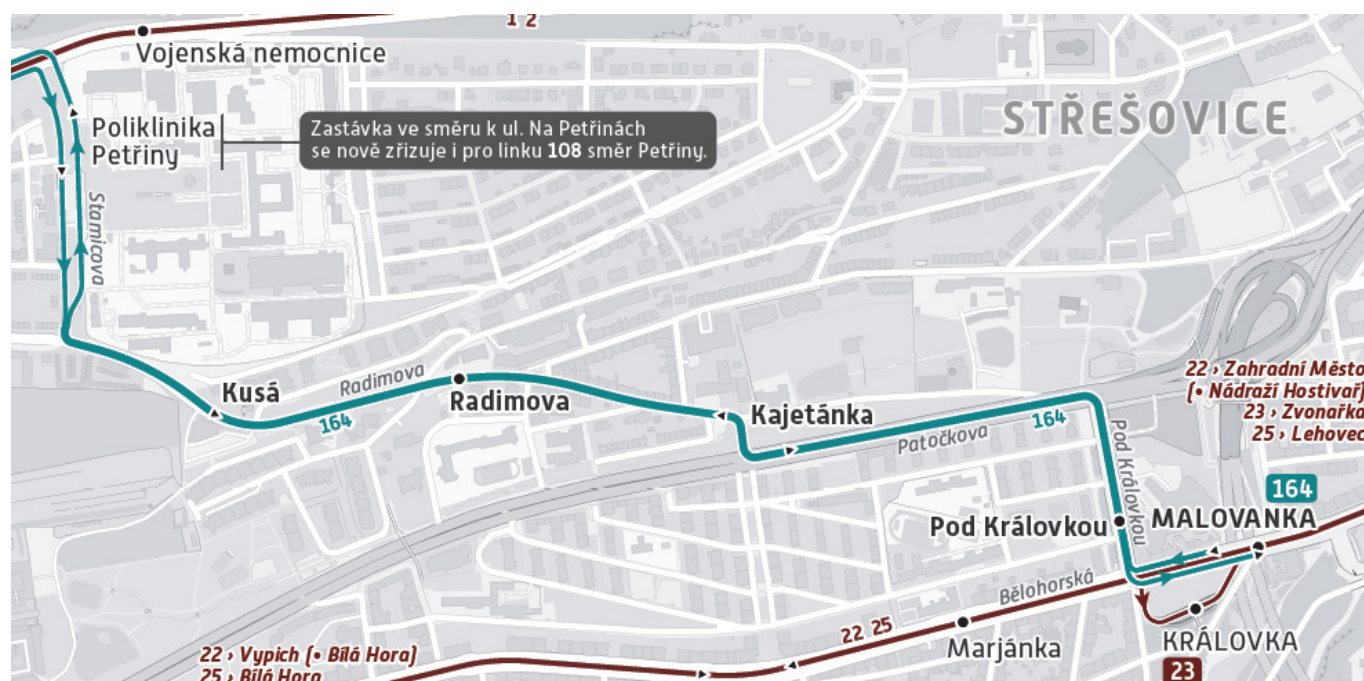 1 2
Vojenská nemocnice
Poliklinika
Petřiny
Zastávka ve směru k ul. Na Petřinách
se nově zřizuje i pro linku 108 směr Petřiny.
STŘEŠOVICE
Stamicova
Kusá
Radimova
164
Radimova
Kajetánka
Patočkova
164
22 › Zahradní Město
(• Nádraží Hostivař)
23 › Zvonařka
25 › Lehovec
Pod Královkou
164
Pod Královkou
MALOVANKA
Bělohorská
22 25
Marjánka
KRÁLOVKA
23
22 › Vypich (• Bílá Hora)
25 › Bílá Hora